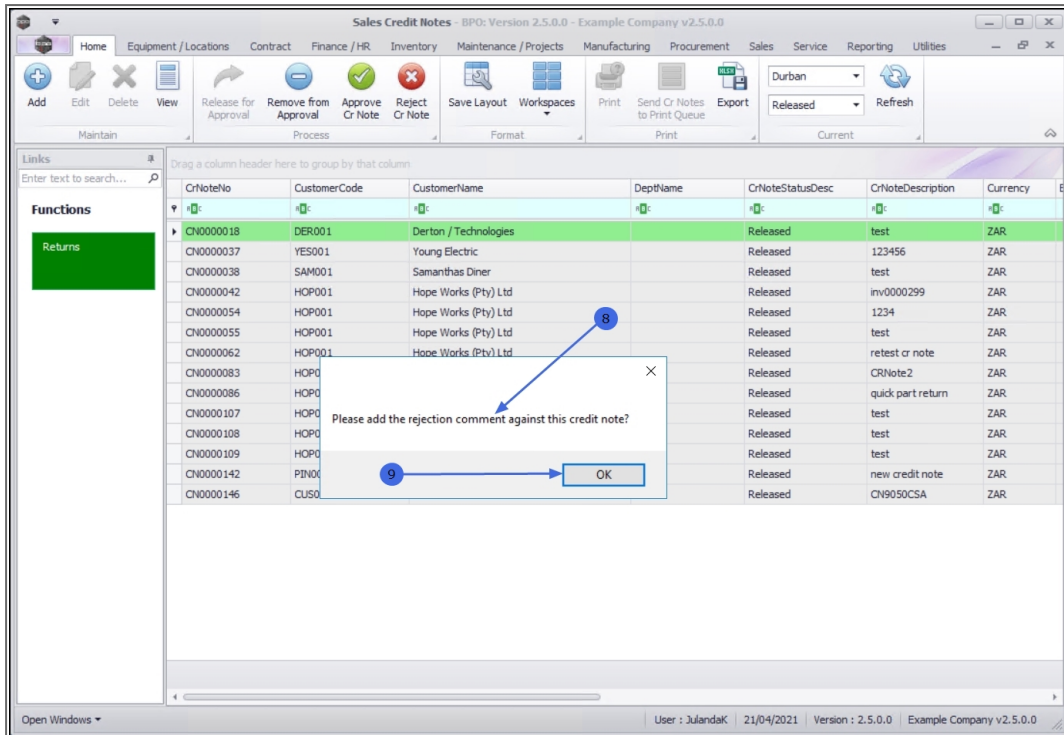 Sales Credit Notes - BPO: Version 2.5.0.0 - Example Company v2.5.0.0
Home Equipment / Locations Contract Finance / HR Inventory Maintenance / Projects Manufacturing Procurement Sales Service Reporting Utilities
Add Edit Delete View Release for Approval Remove from Approval Approve Cr Note Reject Cr Note Save Layout Workspaces Print Send Cr Notes to Print Queue Export Durban Released Refresh
Maintain Process Format Print Current
Links
Enter text to search...
Functions
Returns
Drag a column header here to group by that column
CrNoteNo CustomerCode CustomerName DeptName CrNoteStatusDesc CrNoteDescription Currency
CN0000018 DER001 Derton / Technologies Released test ZAR
CN0000037 YES001 Young Electric Released 123456 ZAR
CN0000038 SAM001 Samanthas Diner Released test ZAR
CN0000042 HOP001 Hope Works (Pty) Ltd Released inv0000299 ZAR
CN0000054 HOP001 Hope Works (Pty) Ltd Released 1234 ZAR
CN0000055 HOP001 Hope Works (Pty) Ltd Released test ZAR
CN0000062 HOP001 Hope Works (Pty) Ltd Released retest cr note ZAR
CN0000083 HOP0 Released CRNote2 ZAR
CN0000086 HOP0 Released quick part return ZAR
CN0000107 HOP0 Released test ZAR
CN0000108 HOP0 Released test ZAR
CN0000109 HOP0 Released test ZAR
CN0000142 PIN00 Released new credit note ZAR
CN0000146 CUS0 Released CN9050CSA ZAR
8
Please add the rejection comment against this credit note?
9
OK
Open Windows User : JulandaK 21/04/2021 Version : 2.5.0.0 Example Company v2.5.0.0